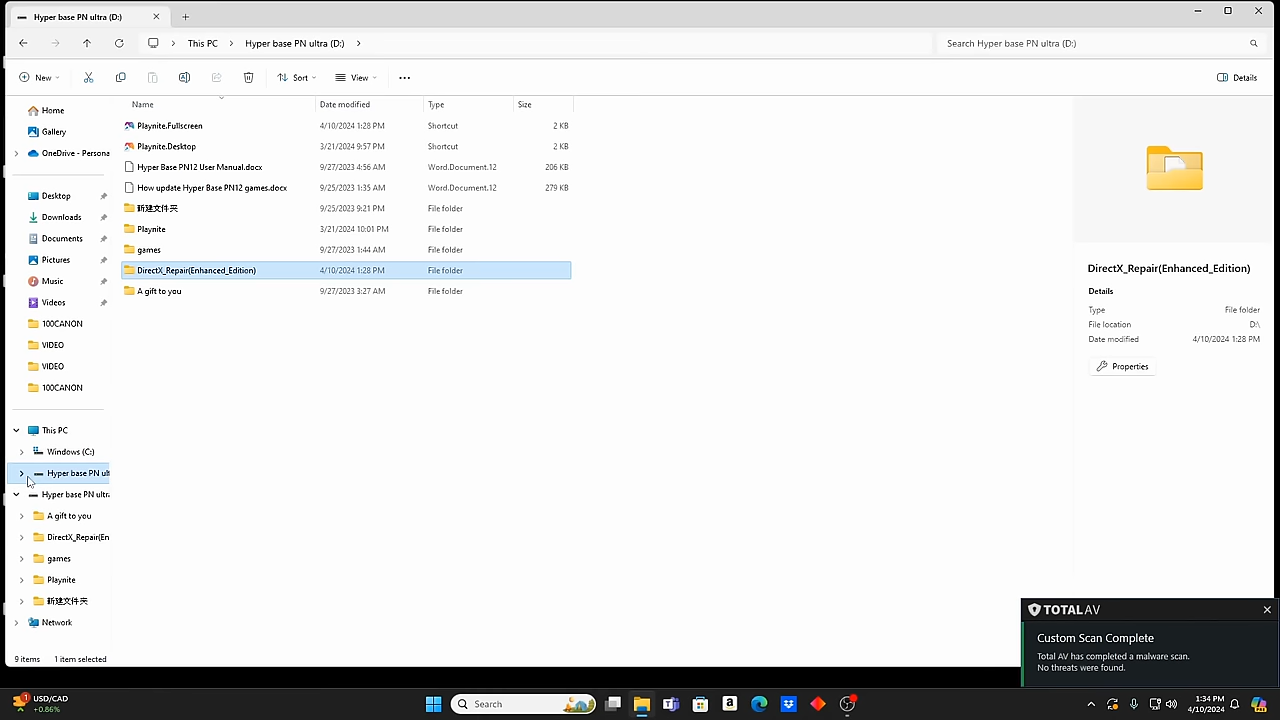 Hyper base PN ultra (D:)
This PC
Hyper base PN ultra (D:)
Search Hyper base PN ultra (D:)
New
Sort
View
Details
Home
Gallery
OneDrive - Persona
Desktop
Downloads
Documents
Pictures
Music
Videos
100CANON
VIDEO
VIDEO
100CANON
This PC
Windows (C:)
Hyper base PN ult
Hyper base PN ultra
A gift to you
DirectX_Repair(En
games
Playnite
新建文件夹
Network
Name Date modified Type Size
Playnite.Fullscreen 4/10/2024 1:28 PM Shortcut 2 KB
Playnite.Desktop 3/21/2024 9:57 PM Shortcut 2 KB
Hyper Base PN12 User Manual.docx 9/27/2023 4:56 AM Word.Document.12 206 KB
How update Hyper Base PN12 games.docx 9/25/2023 1:35 AM Word.Document.12 279 KB
新建文件夹 9/25/2023 9:21 PM File folder
Playnite 3/21/2024 10:01 PM File folder
games 9/27/2023 1:44 AM File folder
DirectX_Repair(Enhanced_Edition) 4/10/2024 1:28 PM File folder
A gift to you 9/27/2023 3:27 AM File folder
DirectX_Repair(Enhanced_Edition)
Details
Type File folder
File location D:\
Date modified 4/10/2024 1:28 PM
Properties
TOTAL AV
Custom Scan Complete
Total AV has completed a malware scan.
No threats were found.
9 items 1 item selected
1
USD/CAD
+0.86%
Search
a
1:34 PM
4/10/2024